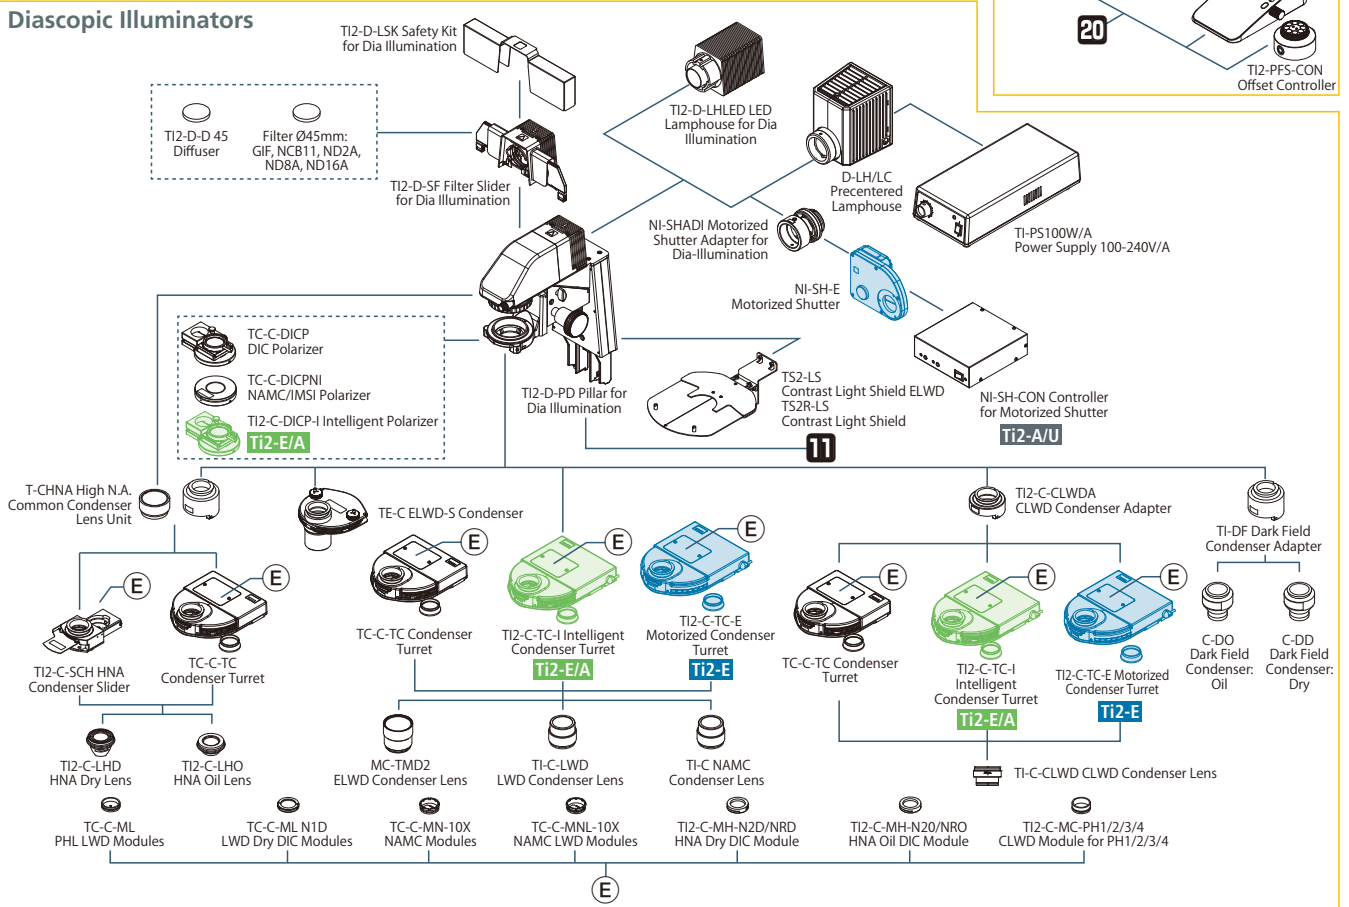 Diascopic Illuminators
TI2-D-LSK Safety Kit
for Dia Illumination
20
TI2-PFS-CON
Offset Controller
TI2-D-D 45
Diffuser
Filter Ø45mm:
GIF, NCB11, ND2A,
ND8A, ND16A
TI2-D-LHLED LED
Lamphouse for Dia
Illumination
D-LH/LC
Precentered
Lamphouse
TI2-D-SF Filter Slider
for Dia Illumination
NI-SHADI Motorized
Shutter Adapter for
Dia-Illumination
TI-PS100W/A
Power Supply 100-240V/A
NI-SH-E
Motorized Shutter
TC-C-DICP
DIC Polarizer
TC-C-DICPNI
NAMC/IMSI Polarizer
TI2-C-DICP-I Intelligent Polarizer
Ti2-E/A
TI2-D-PD Pillar for
Dia Illumination
TS2-LS
Contrast Light Shield ELWD
TS2R-LS
Contrast Light Shield
NI-SH-CON Controller
for Motorized Shutter
Ti2-A/U
11
T-CHNA High N.A.
Common Condenser
Lens Unit
TE-C ELWD-S Condenser
TI2-C-CLWDA
CLWD Condenser Adapter
TI-DF Dark Field
Condenser Adapter
E
E
E
E
E
E
E
E
TI2-C-SCH HNA
Condenser Slider
TC-C-TC
Condenser Turret
TC-C-TC Condenser
Turret
TI2-C-TC-I Intelligent
Condenser Turret
Ti2-E/A
TI2-C-TC-E
Motorized Condenser
Turret
Ti2-E
TC-C-TC Condenser
Turret
TI2-C-TC-I
Intelligent
Condenser Turret
Ti2-E/A
TI2-C-TC-E Motorized
Condenser Turret
Ti2-E
C-DO
Dark Field
Condenser:
Oil
C-DD
Dark Field
Condenser:
Dry
TI2-C-LHD
HNA Dry Lens
TI2-C-LHO
HNA Oil Lens
MC-TMD2
ELWD Condenser Lens
TI-C-LWD
LWD Condenser Lens
TI-C NAMC
Condenser Lens
TI-C-CLWD CLWD Condenser Lens
TC-C-ML
PHL LWD Modules
TC-C-ML N1D
LWD Dry DIC Modules
TC-C-MN-10X
NAMC Modules
TC-C-MNL-10X
NAMC LWD Modules
TI2-C-MH-N2D/NRD
HNA Dry DIC Module
TI2-C-MH-N20/NRO
HNA Oil DIC Module
TI2-C-MC-PH1/2/3/4
CLWD Module for PH1/2/3/4
E